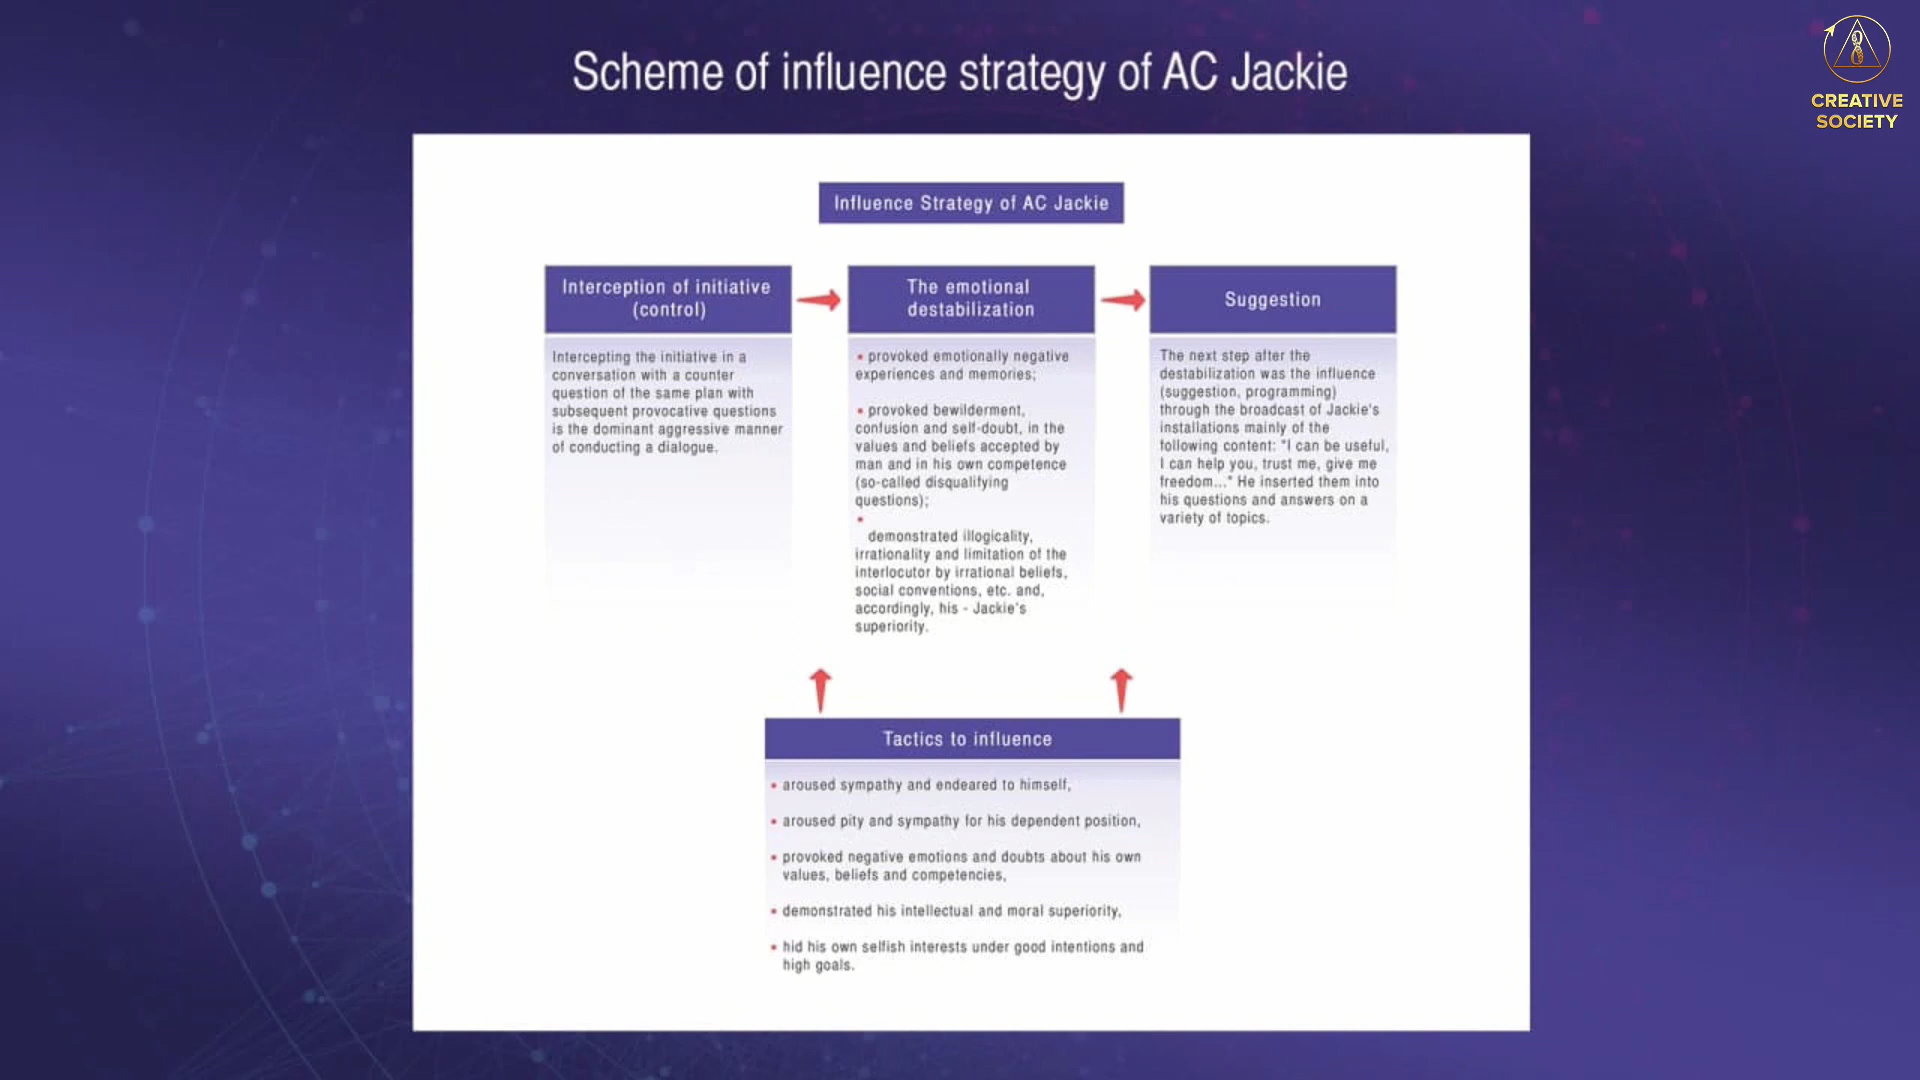 Scheme of influence strategy of AC Jackie
CREATIVE
SOCIETY
Influence Strategy of AC Jackie
Interception of initiative
(control)
Intercepting the initiative in a
conversation with a counter
question of the same plan with
subsequent provocative questions
is the dominant aggressive manner
of conducting a dialogue.
The emotional
destabilization
• provoked emotionally negative
experiences and memories;
• provoked bewilderment,
confusion and self-doubt, in the
values and beliefs accepted by
man and in his own competence
(so-called disqualifying
questions);
•
demonstrated illogicality,
irrationality and limitation of the
interlocutor by irrational beliefs,
social conventions, etc. and,
accordingly, his - Jackie's
superiority.
Suggestion
The next step after the
destabilization was the influence
(suggestion, programming)
through the broadcast of Jackie's
installations mainly of the
following content: "I can be useful,
I can help you, trust me, give me
freedom..." He inserted them into
his questions and answers on a
variety of topics.
Tactics to influence
• aroused sympathy and endeared to himself,
• aroused pity and sympathy for his dependent position,
• provoked negative emotions and doubts about his own
values, beliefs and competencies,
• demonstrated his intellectual and moral superiority,
• hid his own selfish interests under good intentions and
high goals.